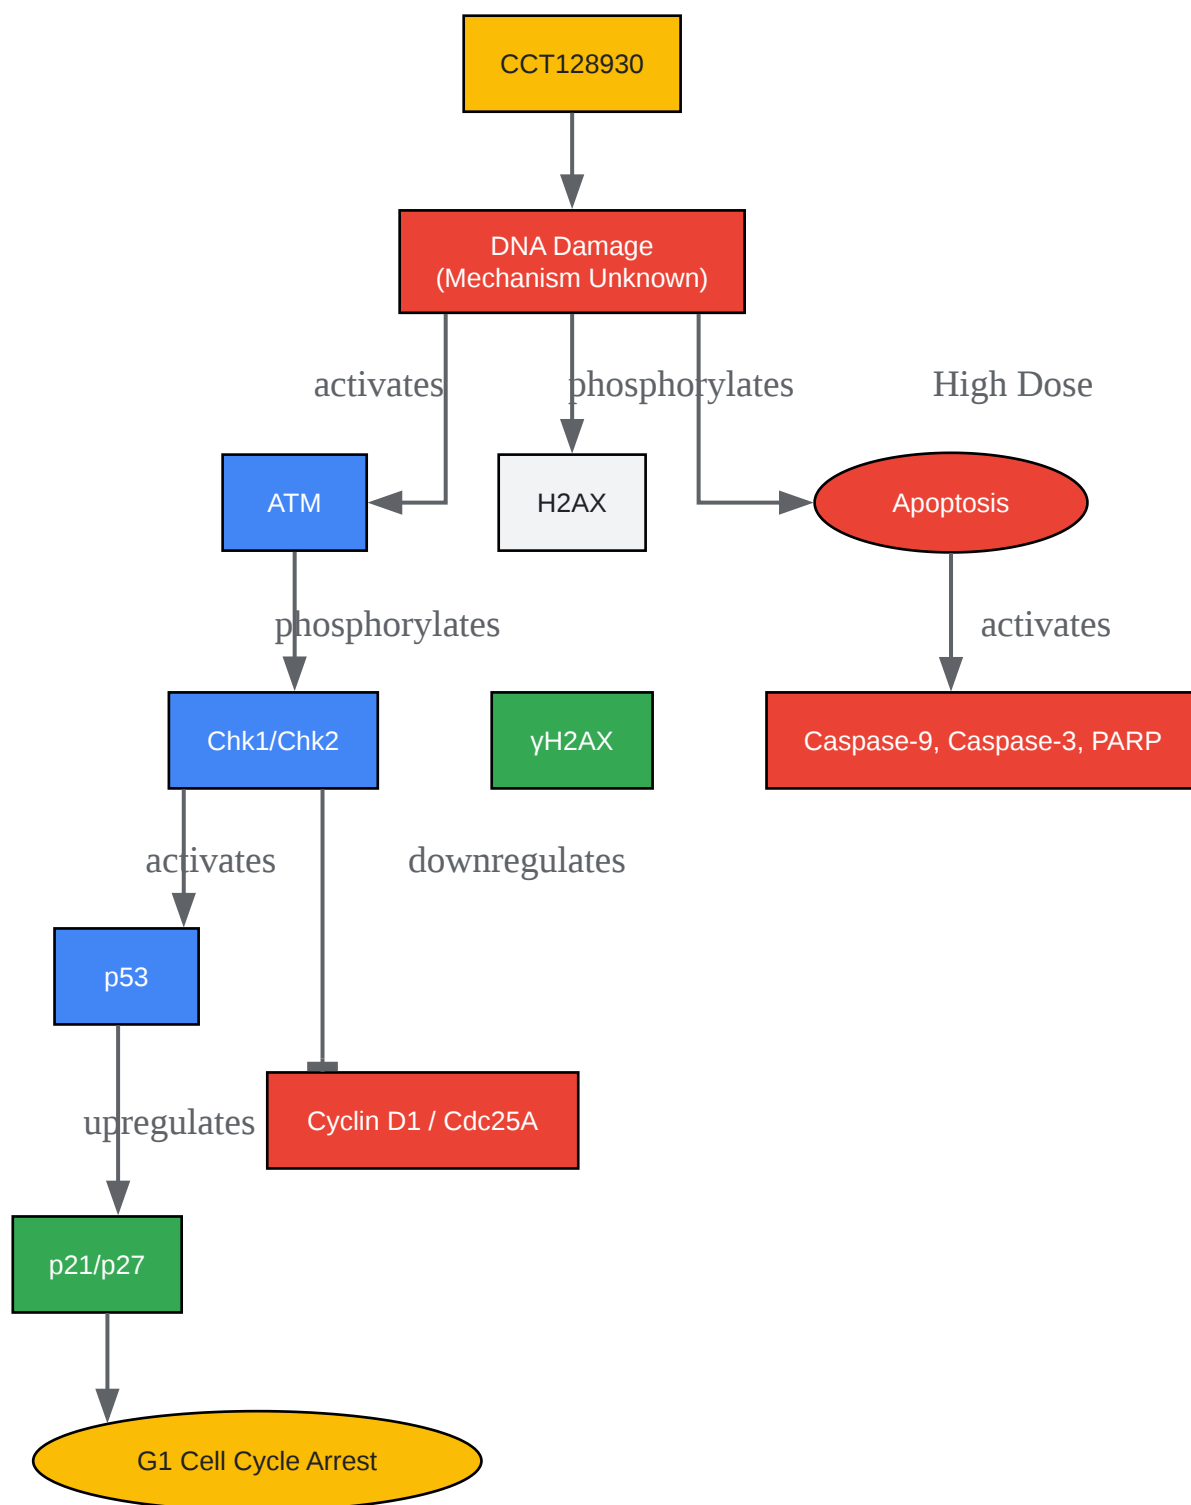 CCT128930
DNA Damage
(Mechanism Unknown)
activates
phosphorylates
High Dose
ATM
H2AX
Apoptosis
phosphorylates
activates
Chk1/Chk2
γH2AX
Caspase-9, Caspase-3, PARP
activates
downregulates
p53
upregulates
Cyclin D1 / Cdc25A
p21/p27
G1 Cell Cycle Arrest